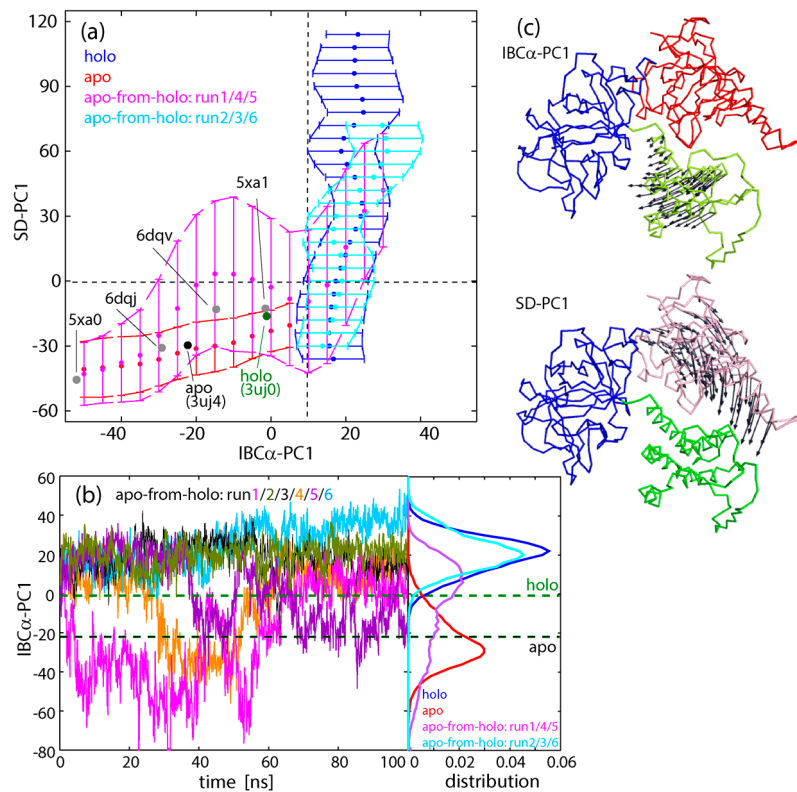 (a)
holo
apo
apo-from-holo: run1/4/5
apo-from-holo: run2/3/6
120
90
60
30
0
-30
-60
SD-PC1
5xa1
6dqv
6dqj
5xa0
apo
(3uj4)
holo
(3uj0)
-40
-20
0
20
40
IBCα-PC1
(c)
IBCα-PC1
SD-PC1
(b)
apo-from-holo: run1/2/3/4/5/6
60
40
20
0
-20
-40
-60
-80
IBCα-PC1
holo
apo
holo
apo
apo-from-holo: run1/4/5
apo-from-holo: run2/3/6
0
20
40
60
80
100
0.02
0.04
0.06
time [ns]
distribution